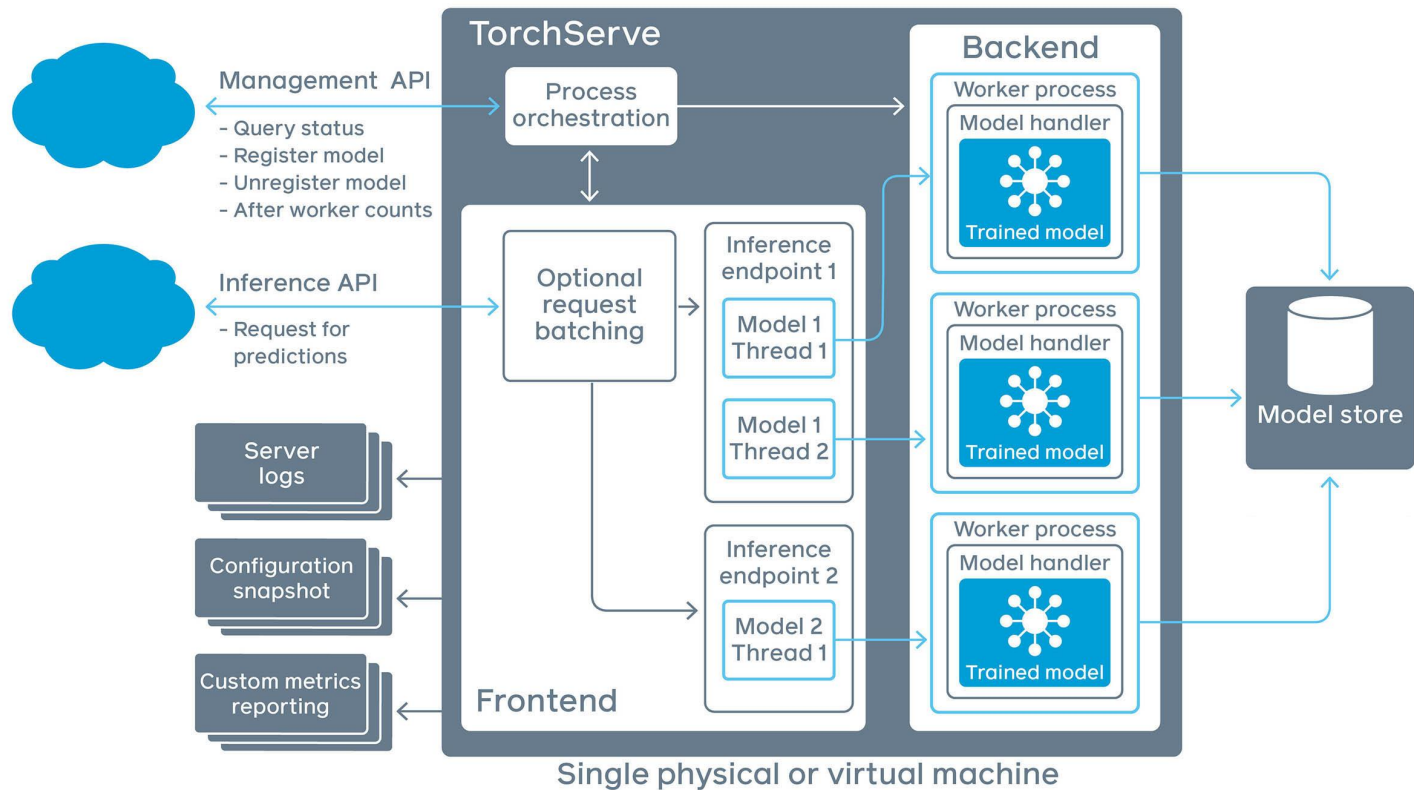 TorchServe
Backend
Management API
- Query status
- Register model
- Unregister model
- After worker counts
Process
orchestration
Inference API
- Request for
predictions
Optional
request
batching
Inference
endpoint 1
Model 1
Thread 1
Model 1
Thread 2
Inference
endpoint 2
Model 2
Thread 1
Frontend
Worker process
Model handler
Trained model
Worker process
Model handler
Trained model
Worker process
Model handler
Trained model
Model store
Server
logs
Configuration
snapshot
Custom metrics
reporting
Single physical or virtual machine